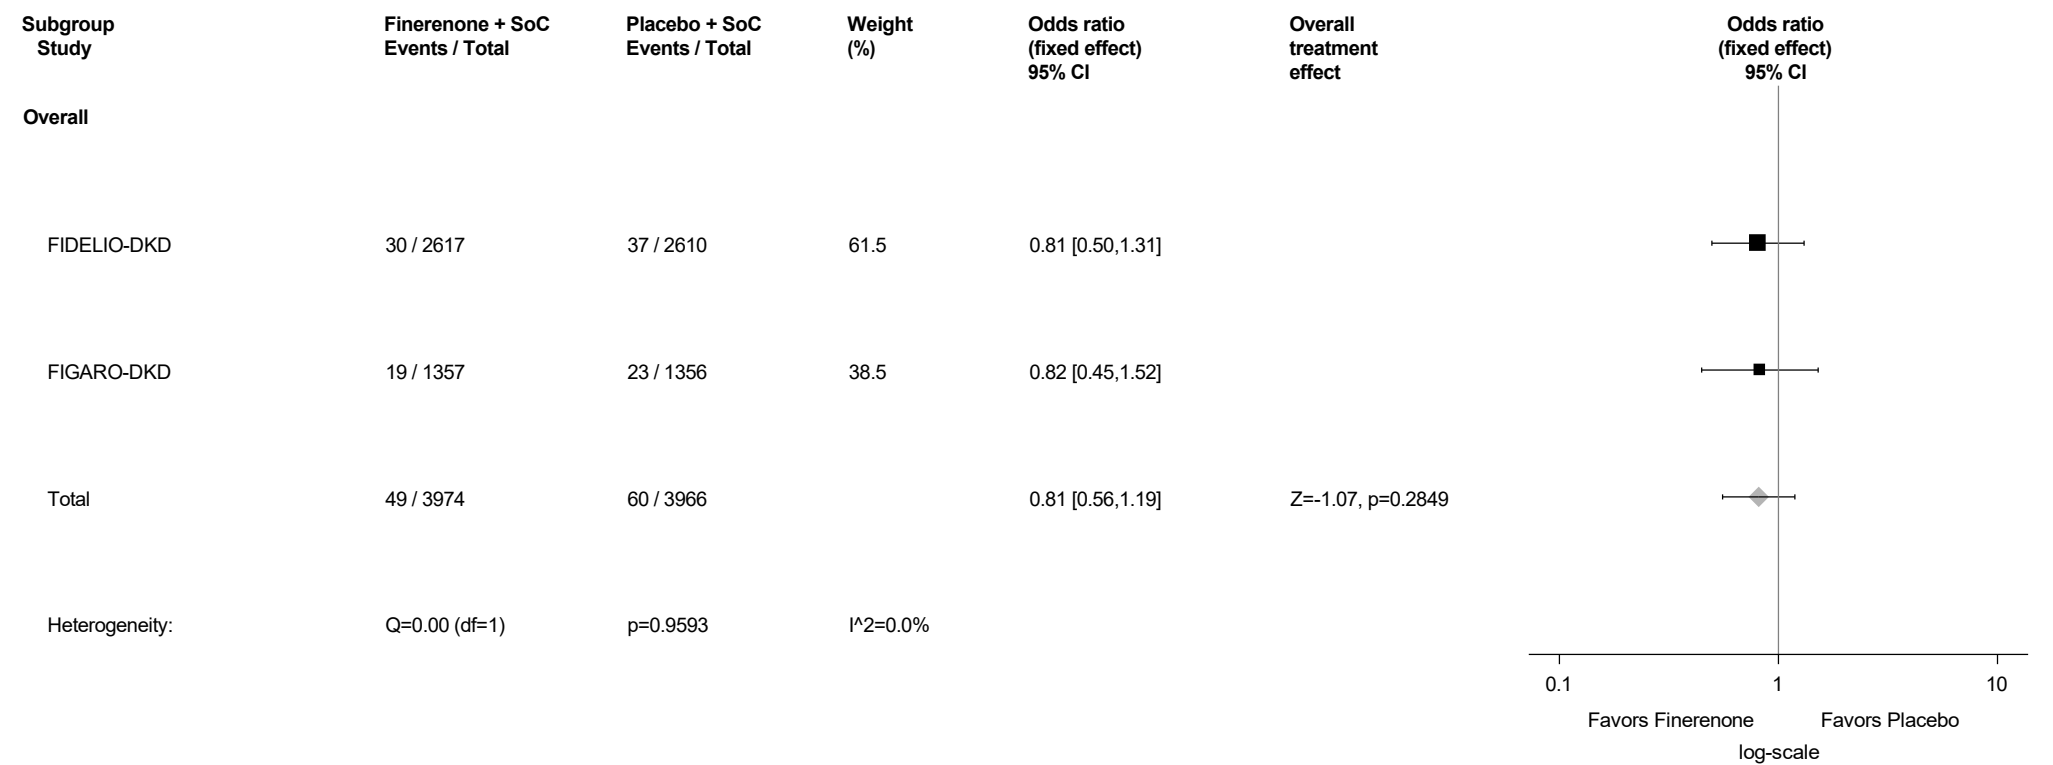 Subgroup Finerenone + SoC Placebo + SoC Weight Odds ratio Overall Odds ratio
Study Events / Total Events / Total (%) (fixed effect) treatment (fixed effect)
95% CI effect 95% CI
Overall
FIDELIO-DKD 30 / 2617 37 / 2610 61.5 0.81 [0.50,1.31]
FIGARO-DKD 19 / 1357 23 / 1356 38.5 0.82 [0.45,1.52]
Total 49 / 3974 60 / 3966 0.81 [0.56,1.19] Z=-1.07, p=0.2849
Heterogeneity: Q=0.00 (df=1) p=0.9593 I^2=0.0%
0.1 1 10
Favors Finerenone Favors Placebo
log-scale